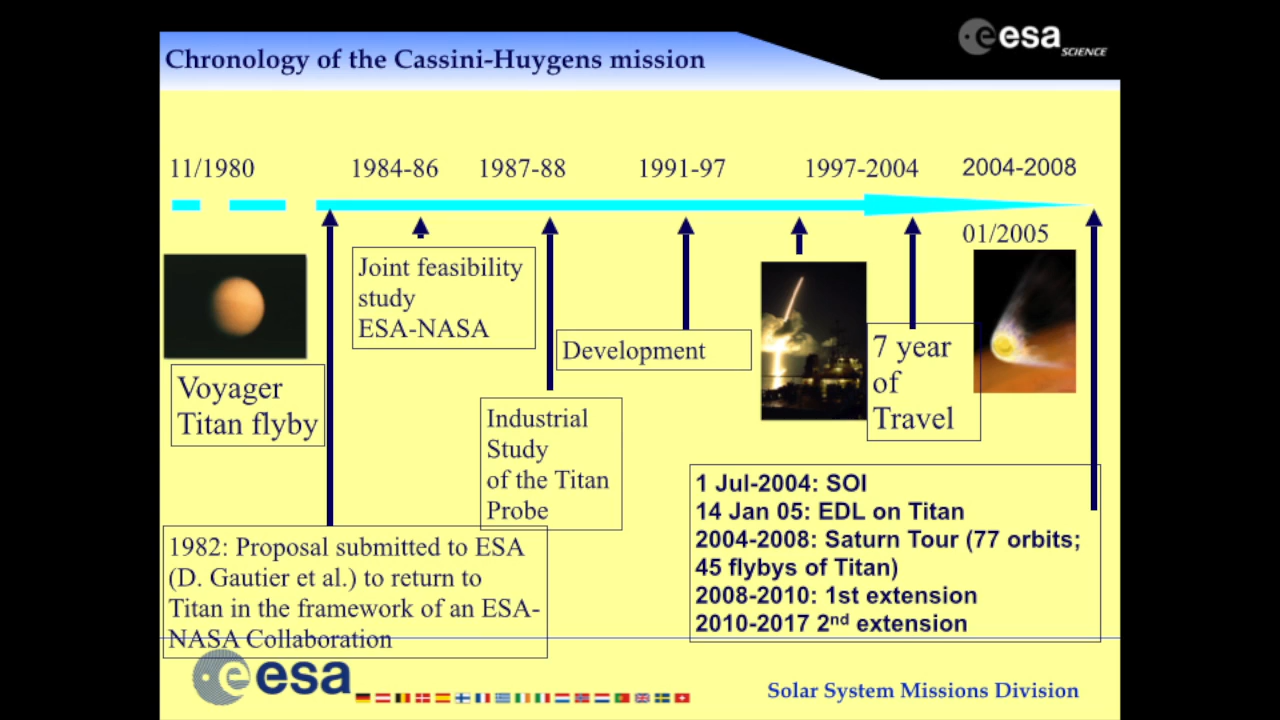 esa
SCIENCE
Chronology of the Cassini-Huygens mission
11/1980
1984-86
1987-88
1991-97
1997-2004
2004-2008
01/2005
Joint feasibility
study
ESA-NASA
Development
7 year
of
Travel
Voyager
Titan flyby
Industrial
Study
of the Titan
Probe
1 Jul-2004: SOI
14 Jan 05: EDL on Titan
2004-2008: Saturn Tour (77 orbits;
45 flybys of Titan)
2008-2010: 1st extension
2010-2017 2nd extension
1982: Proposal submitted to ESA
(D. Gautier et al.) to return to
Titan in the framework of an ESA-
NASA Collaboration
esa
Solar System Missions Division